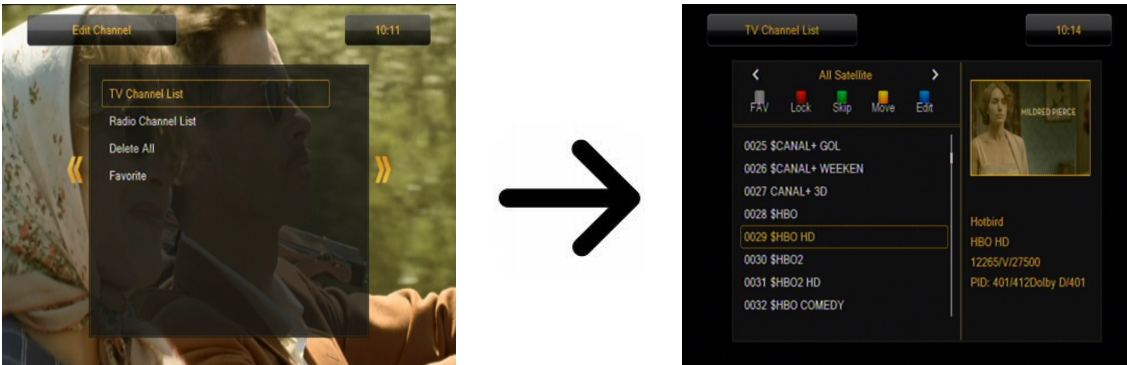 Edit Channel
10:11
TV Channel List
Radio Channel List
Delete All
Favorite
TV Channel List
10:14
All Satellite
FAV Lock Skip Move Edit
0025 $CANAL+ GOL
0026 $CANAL+ WEEKEN
0027 CANAL+ 3D
0028 $HBO
0029 $HBO HD
0030 $HBO2
0031 $HBO2 HD
0032 $HBO COMEDY
MILDRED PIERCE
Hotbird
HBO HD
12265/V/27500
PID: 401/412Dolby D/401